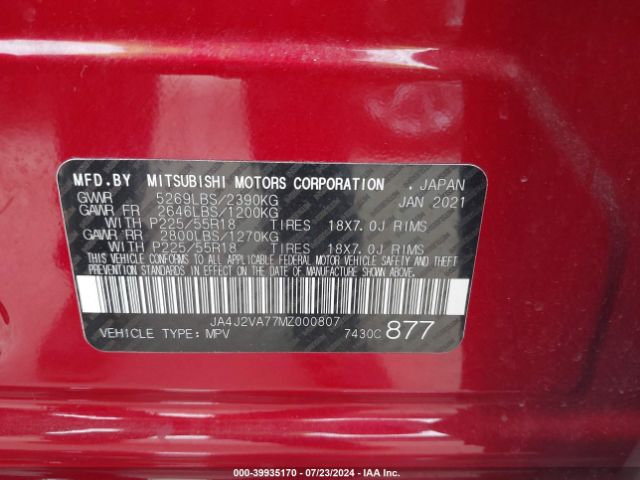 MFD.BY MITSUBISHI MOTORS CORPORATION . JAPAN
GVWR 5269LBS/2390KG JAN 2021
GAWR FR 2646LBS/1200KG
WITH P225/55R18 TIRES 18X7.0J RIMS
GAWR RR 2800LBS/1270KG
WITH P225/55R18 TIRES 18X7.0J RIMS
THIS VEHICLE CONFORMS TO ALL APPLICABLE FEDERAL MOTOR VEHICLE SAFETY AND THEFT
PREVENTION STANDARDS IN EFFECT ON THE DATE OF MANUFACTURE SHOWN ABOVE.
JA4J2VA77MZ000807
VEHICLE TYPE: MPV 7430C 877
000-39935170 - 07/23/2024 - IAA Inc.